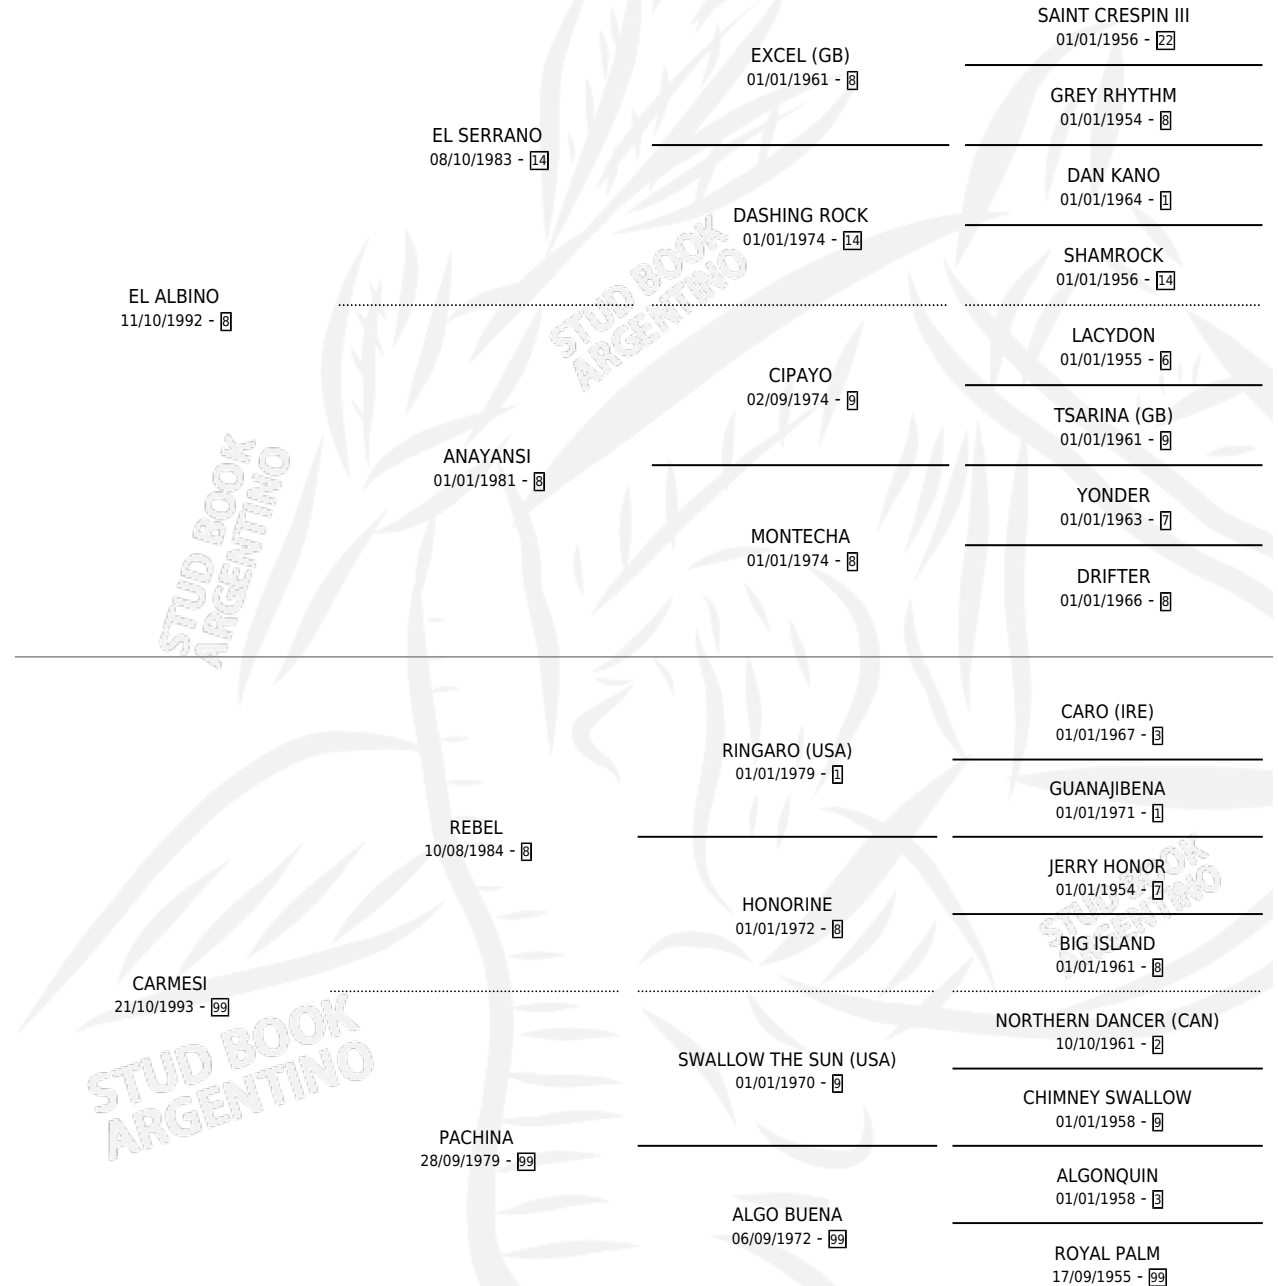 SAINT CRESPIN III
01/01/1956 - 22
EXCEL (GB)
01/01/1961 - 8
GREY RHYTHM
01/01/1954 - 8
EL SERRANO
08/10/1983 - 14
DAN KANO
01/01/1964 - 1
DASHING ROCK
01/01/1974 - 14
SHAMROCK
01/01/1956 - 14
EL ALBINO
11/10/1992 - 8
LACYDON
01/01/1955 - 6
CIPAYO
02/09/1974 - 9
TSARINA (GB)
01/01/1961 - 9
ANAYANSI
01/01/1981 - 8
YONDER
01/01/1963 - 7
MONTECHA
01/01/1974 - 8
DRIFTER
01/01/1966 - 8
CARO (IRE)
01/01/1967 - 3
RINGARO (USA)
01/01/1979 - 1
GUANAJIBENA
01/01/1971 - 1
REBEL
10/08/1984 - 8
JERRY HONOR
01/01/1954 - 7
HONORINE
01/01/1972 - 8
BIG ISLAND
01/01/1961 - 8
CARMESI
21/10/1993 - 99
NORTHERN DANCER (CAN)
10/10/1961 - 2
SWALLOW THE SUN (USA)
01/01/1970 - 9
CHIMNEY SWALLOW
01/01/1958 - 9
PACHINA
28/09/1979 - 99
ALGONQUIN
01/01/1958 - 3
ALGO BUENA
06/09/1972 - 99
ROYAL PALM
17/09/1955 - 99
STUD BOOK
ARGENTINO
STUD BOOK
ARGENTINO
STUD BOOK
ARGENTINO
STUD BOOK
ARGENTINO